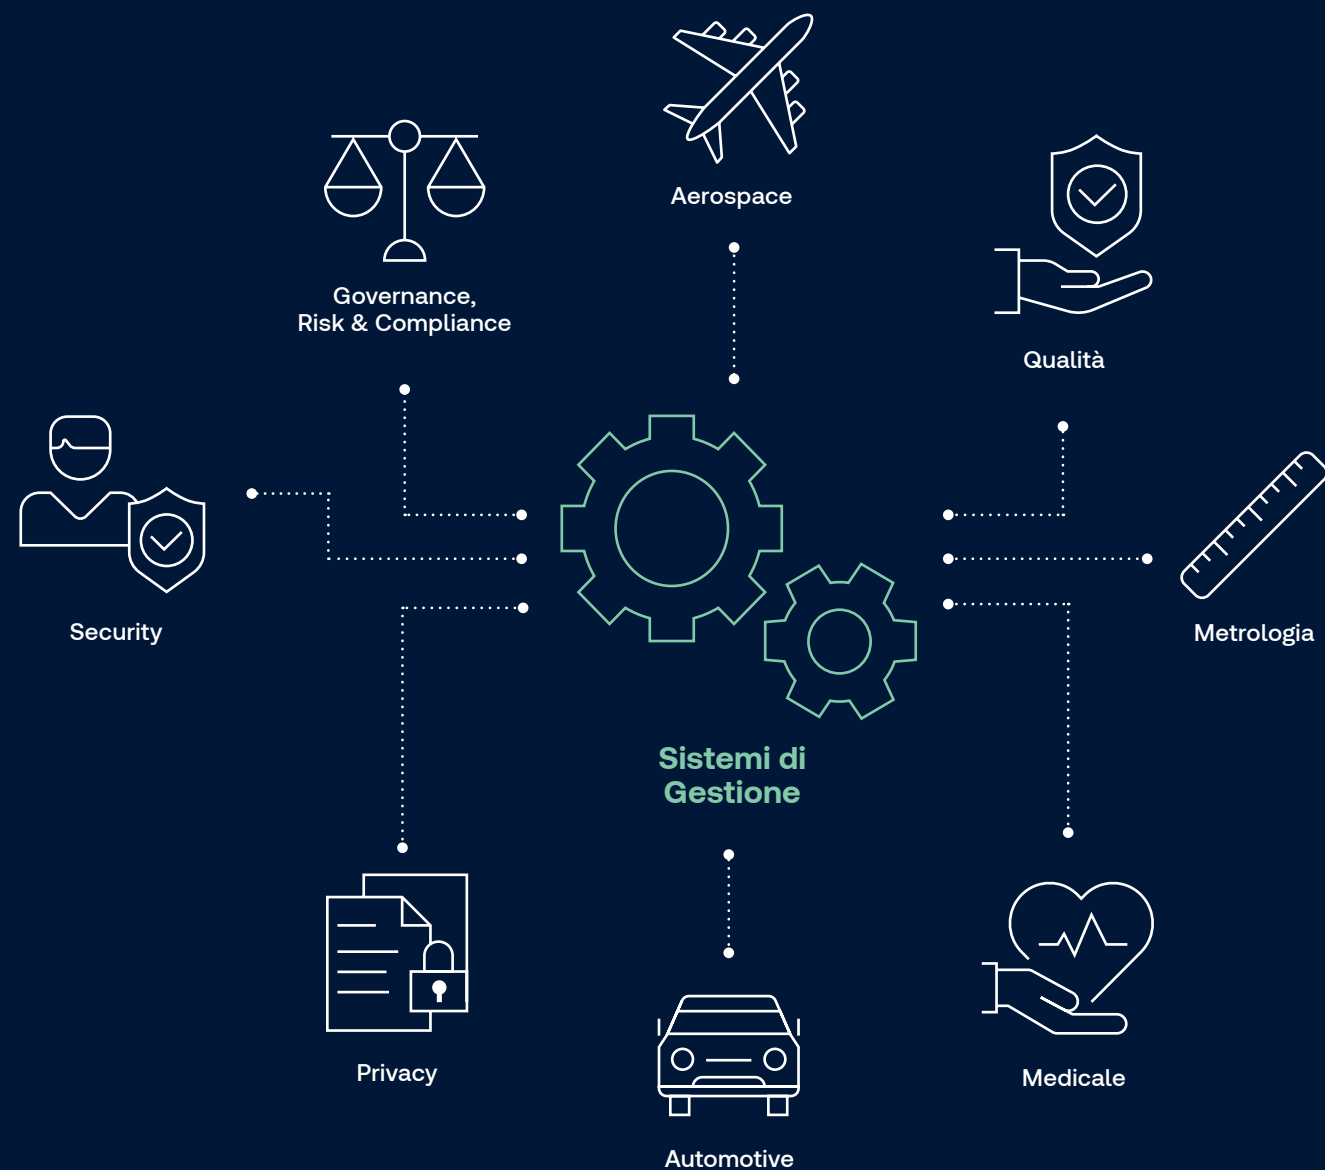 Aerospace
Governance,
Risk & Compliance
Qualità
Security
Metrologia
Sistemi di
Gestione
Privacy
Medicale
Automotive